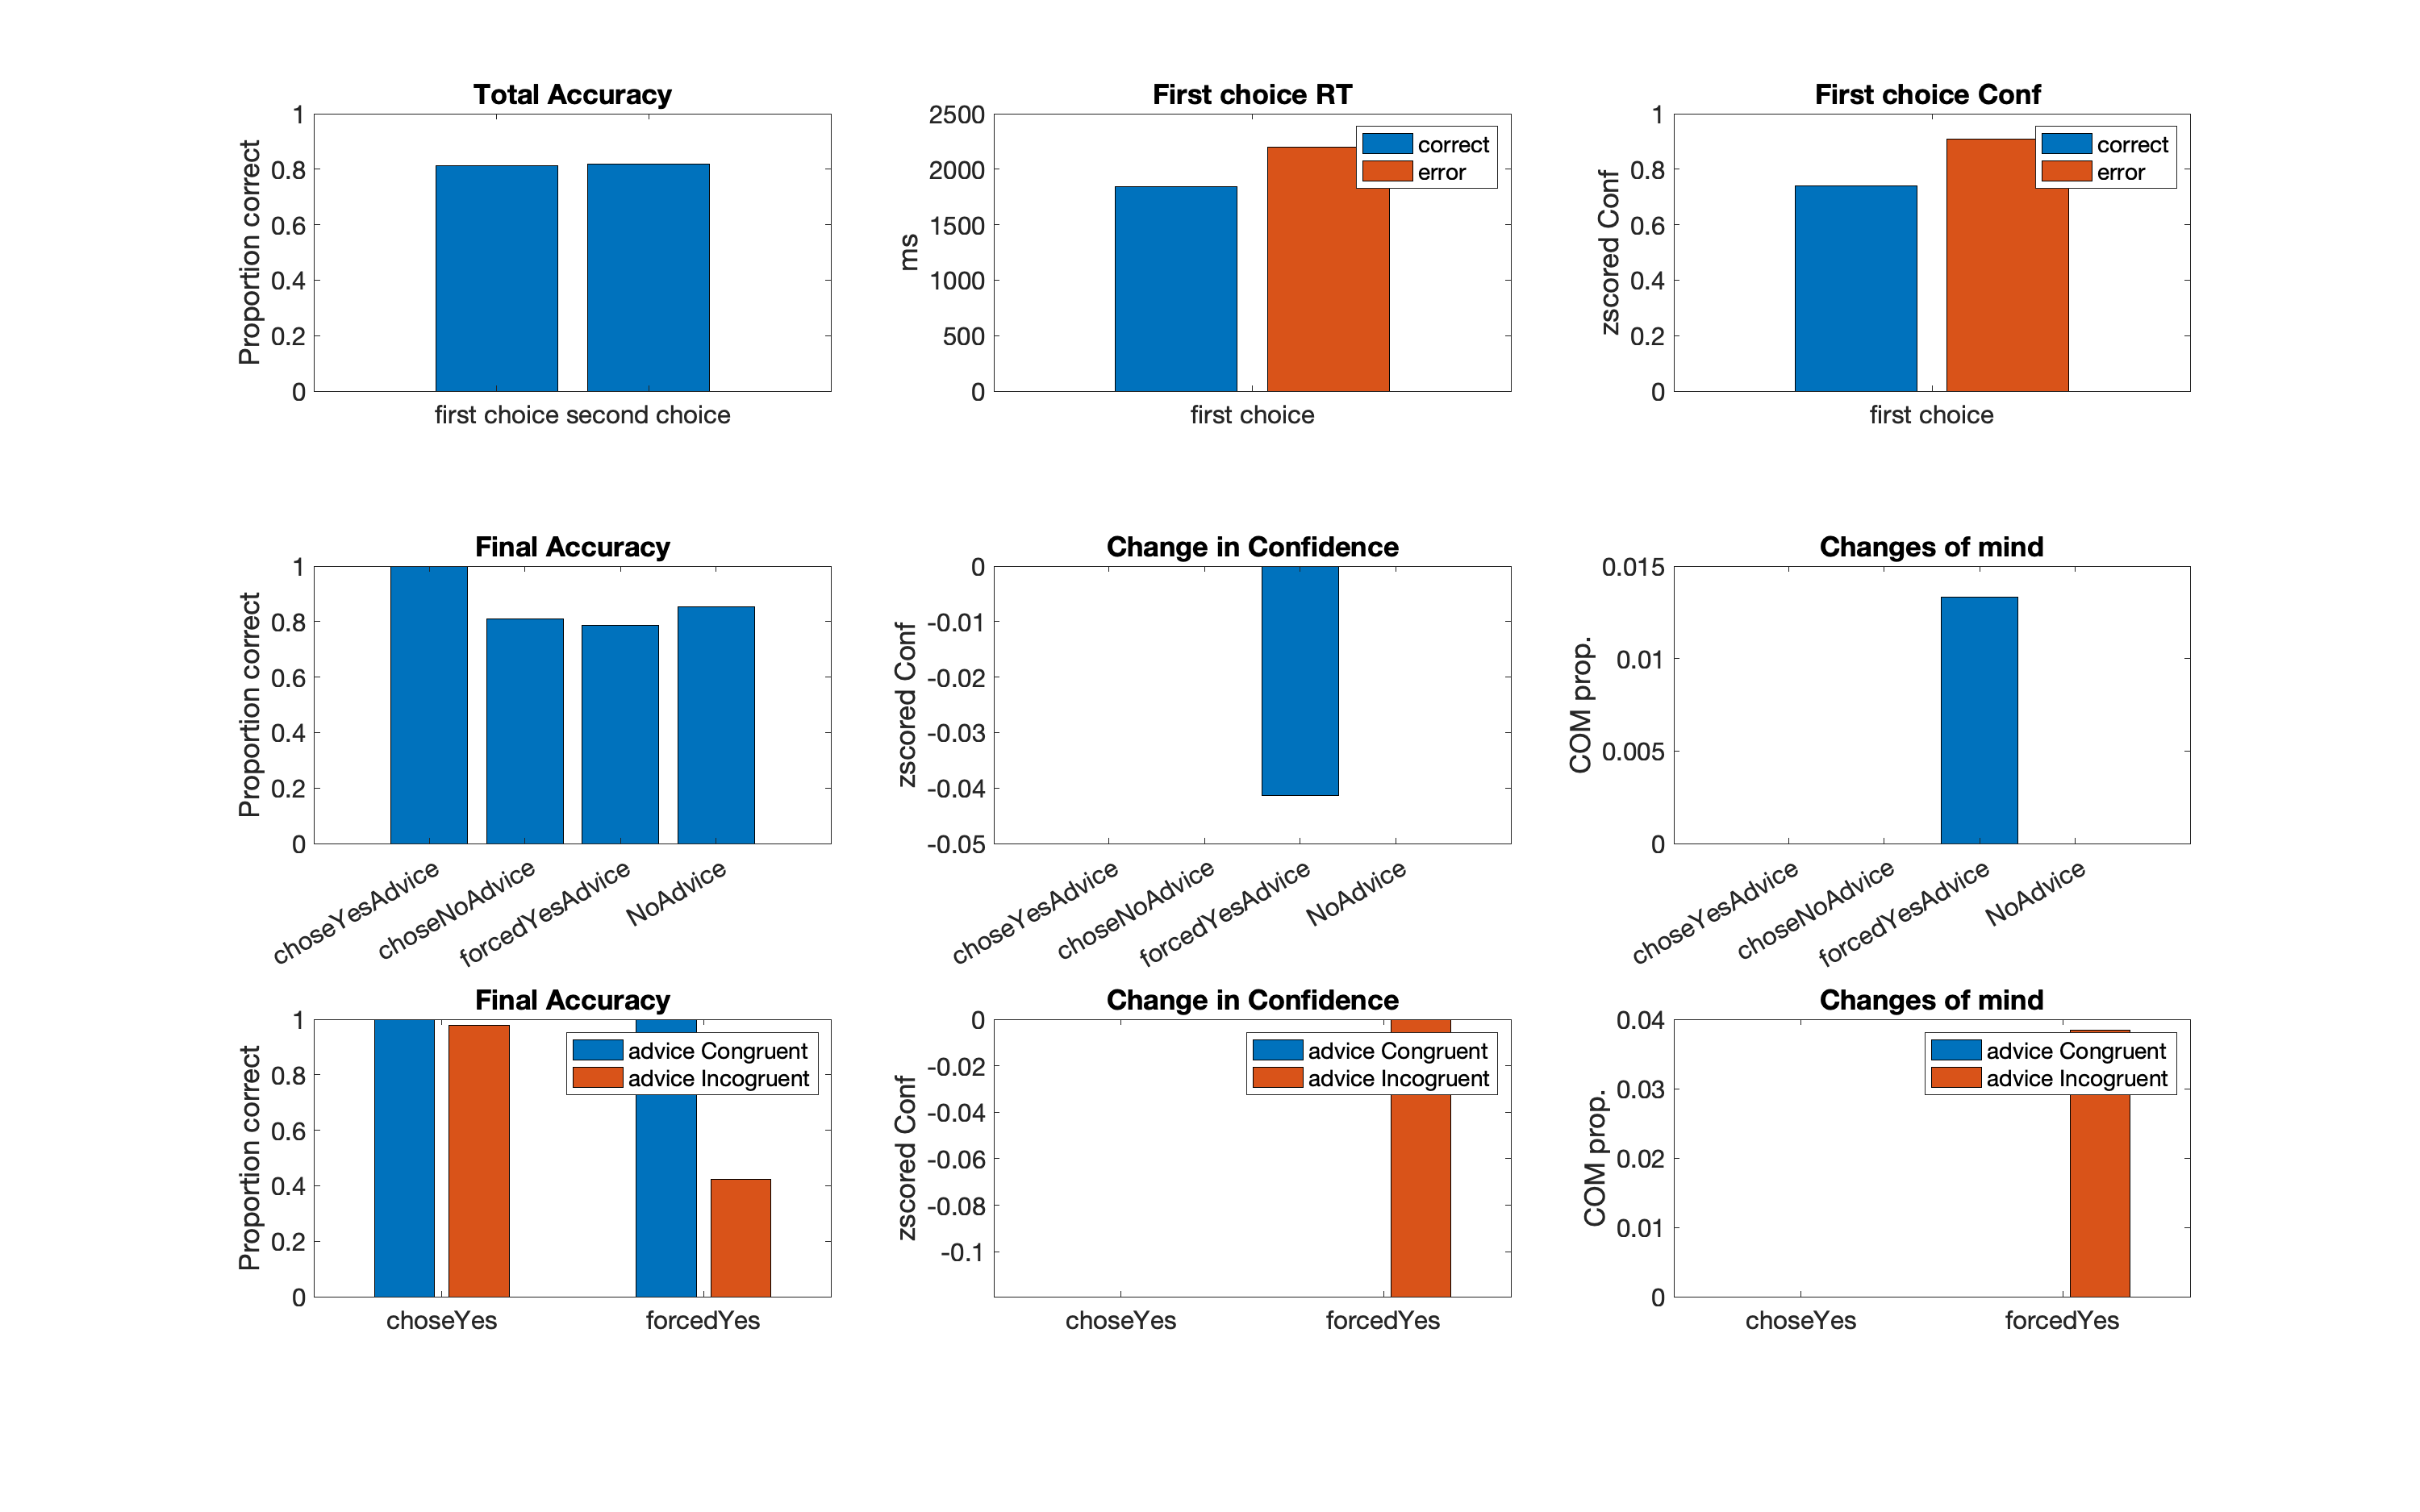 Total Accuracy
Proportion correct
1
0.8
0.6
0.4
0.2
0
first choice second choice
First choice RT
ms
2500
2000
1500
1000
500
0
correct
error
first choice
First choice Conf
zscored Conf
1
0.8
0.6
0.4
0.2
0
correct
error
first choice
Final Accuracy
Proportion correct
1
0.8
0.6
0.4
0.2
0
choseYesAdvice
choseNoAdvice
forcedYesAdvice
NoAdvice
Change in Confidence
zscored Conf
0
-0.01
-0.02
-0.03
-0.04
-0.05
choseYesAdvice
choseNoAdvice
forcedYesAdvice
NoAdvice
Changes of mind
COM prop.
0.015
0.01
0.005
0
choseYesAdvice
choseNoAdvice
forcedYesAdvice
NoAdvice
Final Accuracy
Proportion correct
1
0.8
0.6
0.4
0.2
0
advice Congruent
advice Incogruent
choseYes
forcedYes
Change in Confidence
zscored Conf
0
-0.02
-0.04
-0.06
-0.08
-0.1
advice Congruent
advice Incogruent
choseYes
forcedYes
Changes of mind
COM prop.
0.04
0.03
0.02
0.01
0
advice Congruent
advice Incogruent
choseYes
forcedYes